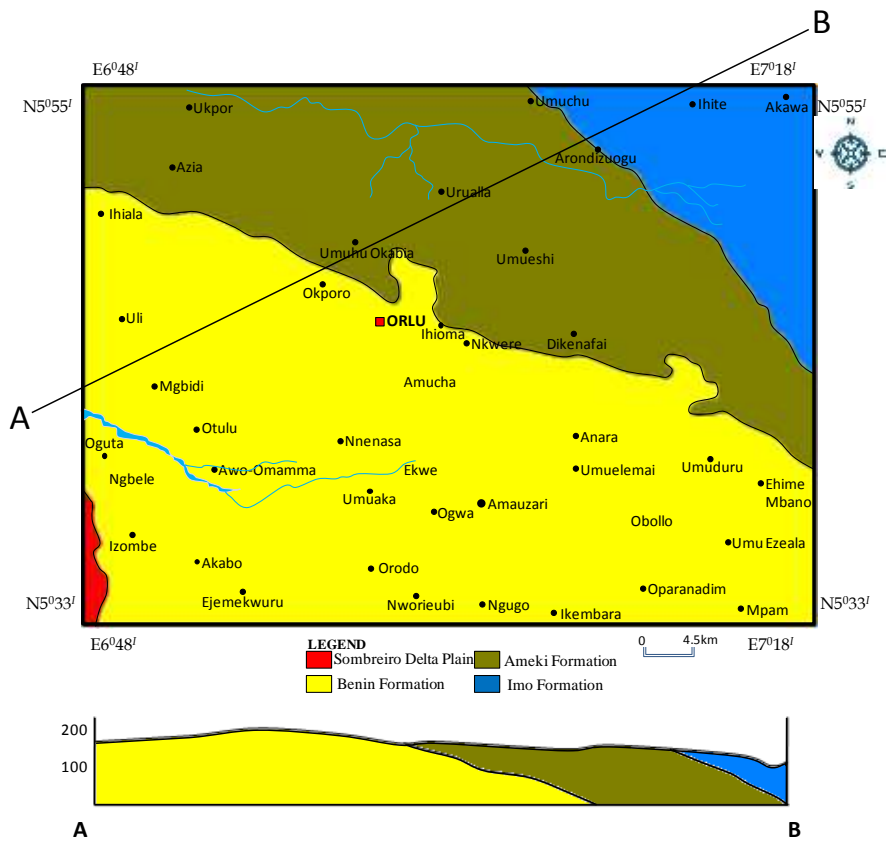 B
E6⁰48ᴵ E7⁰18ᴵ
N5⁰55ᴵ N5⁰55ᴵ
Ukpor
Umuchu
Ihite
Akawa
N
Y
S
Arondizuogu
Azia
Urualla
Ihiala
Umuhu Okabia
Umueshi
Okporo
Uli
ORLU
Ihioma
Nkwere
Dikenafai
Amucha
Mgbidi
A
Otulu
Nnenasa
Anara
Oguta
Ngbele
Awo-Omamma
Ekwe
Umuelemai
Umuduru
Ehime
Mbano
Umuaka
Ogwa
Amauzari
Obollo
Izombe
Umu Ezeala
Akabo
Orodo
Ejemekwuru
Nworieubi
Ngugo
Ikembara
Oparanadim
Mpam
N5⁰33ᴵ N5⁰33ᴵ
E6⁰48ᴵ E7⁰18ᴵ
0 4.5km
LEGEND
Sombreiro Delta Plain Ameki Formation
Benin Formation Imo Formation
200
100
A B